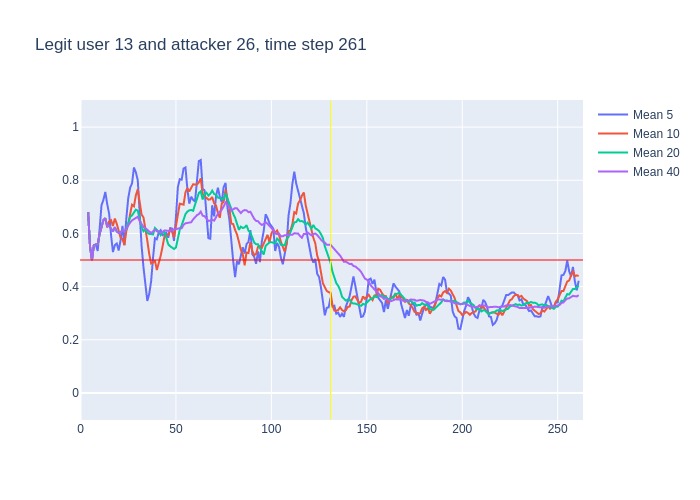 Legit user 13 and attacker 26, time step 261
Mean 5
Mean 10
Mean 20
Mean 40
1
0.8
0.6
0.4
0.2
0
0 50 100 150 200 250